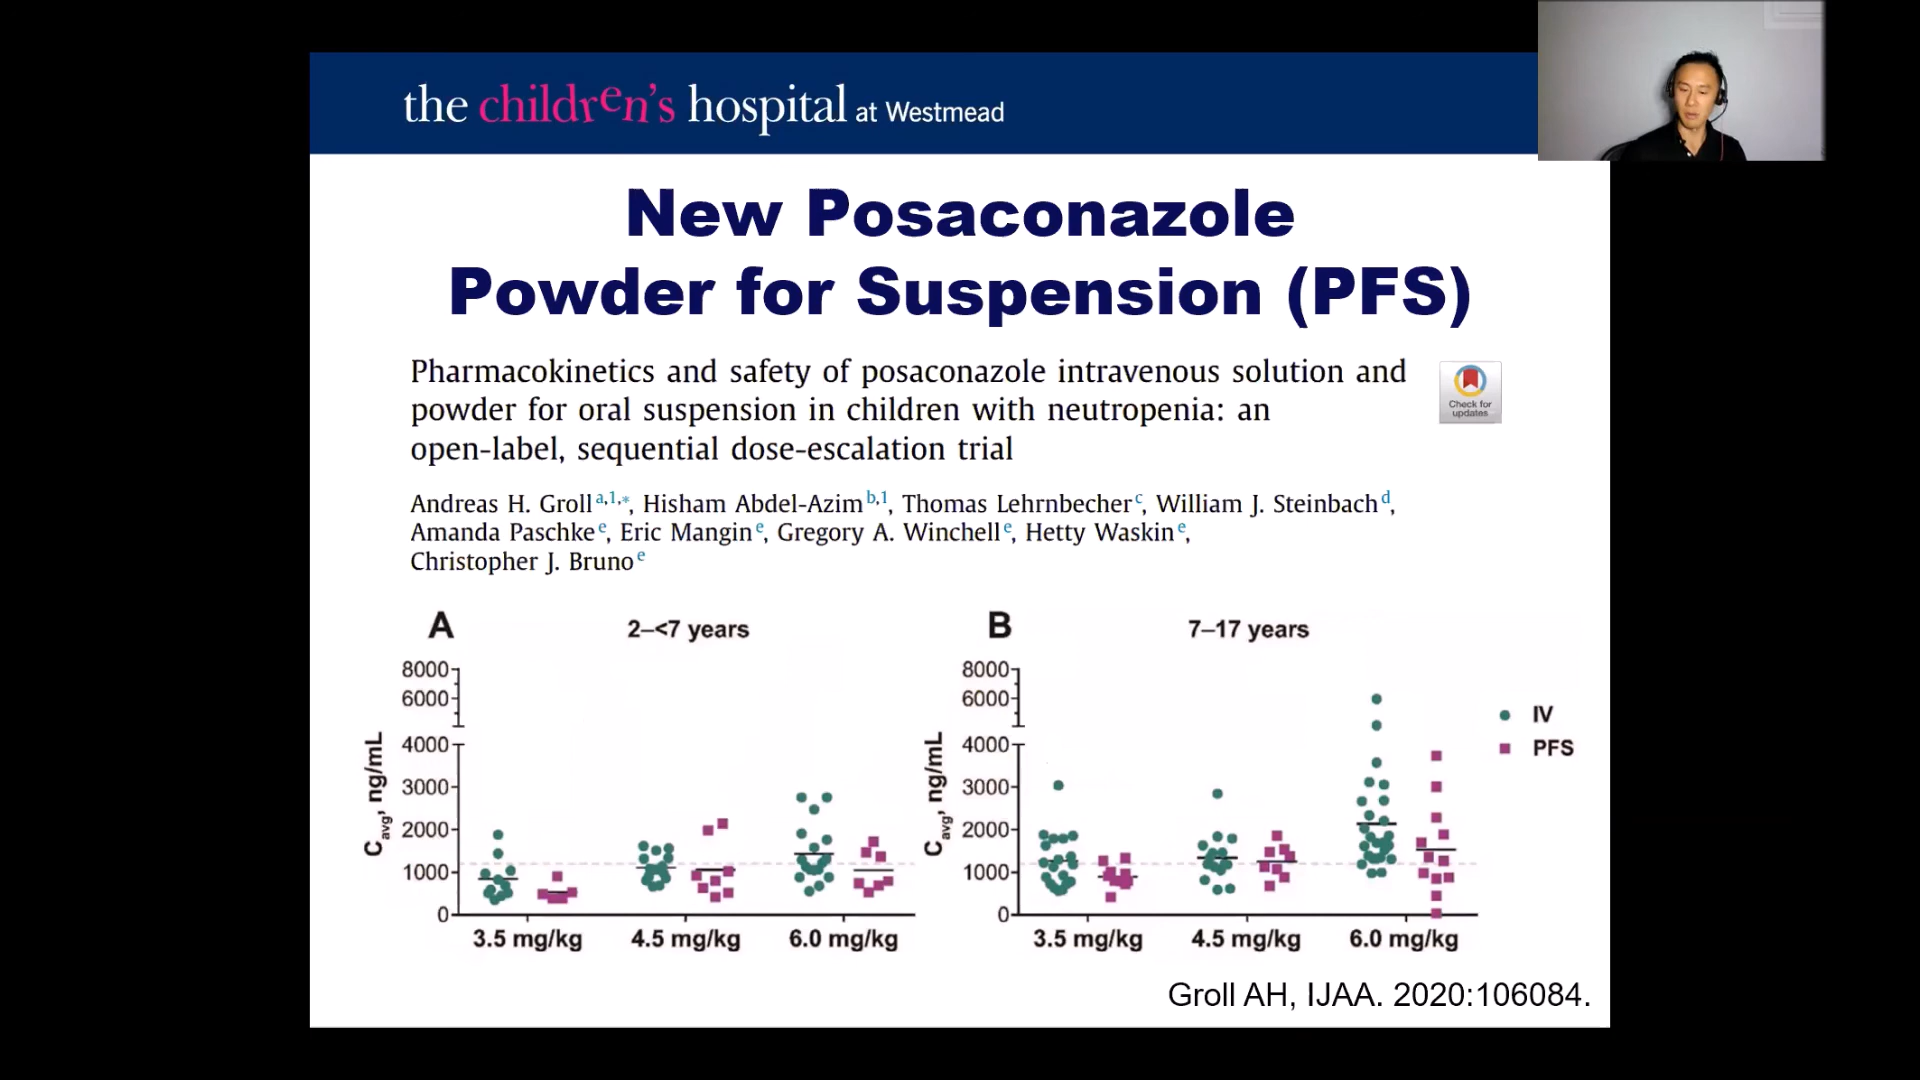 the children's hospital at Westmead
New Posaconazole
Powder for Suspension (PFS)
Pharmacokinetics and safety of posaconazole intravenous solution and
powder for oral suspension in children with neutropenia: an
open-label, sequential dose-escalation trial
Check for
updates
Andreas H. Groll a,1,*, Hisham Abdel-Azim b,1, Thomas Lehrnbecher c, William J. Steinbach d,
Amanda Paschke e, Eric Mangin e, Gregory A. Winchell e, Hetty Waskin e,
Christopher J. Bruno e
A
2–<7 years
8000
6000
4000
3000
2000
1000
0
Cavg, ng/mL
3.5 mg/kg
4.5 mg/kg
6.0 mg/kg
B
7–17 years
8000
6000
4000
3000
2000
1000
0
Cavg, ng/mL
3.5 mg/kg
4.5 mg/kg
6.0 mg/kg
IV
PFS
Groll AH, IJAA. 2020:106084.